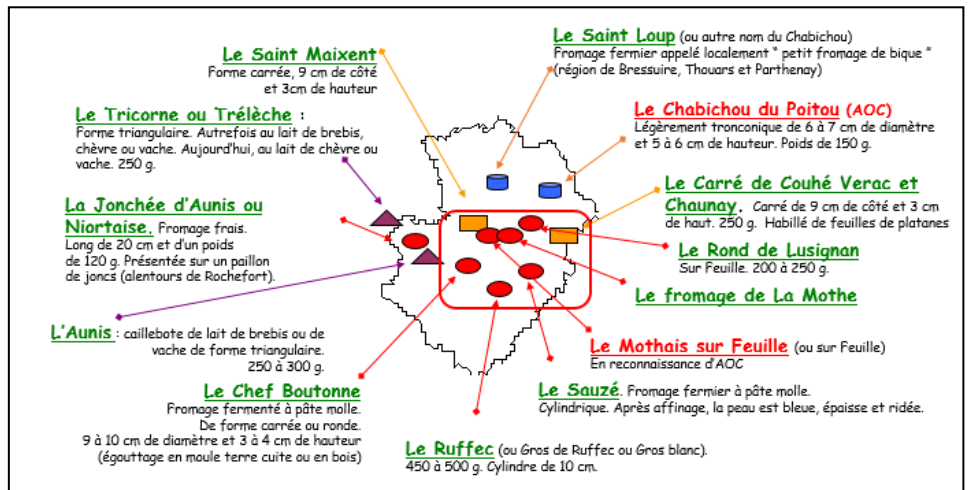 Le Saint Maixent
Forme carrée, 9 cm de côté
et 3cm de hauteur
Le Saint Loup (ou autre nom du Chabichou)
Fromage fermier appelé localement " petit fromage de bique "
(région de Bressuire, Thouars et Parthenay)
Le Tricorne ou Trélèche :
Forme triangulaire. Autrefois au lait de brebis,
chèvre ou vache. Aujourd'hui, au lait de chèvre ou
vache. 250 g.
Le Chabichou du Poitou (AOC)
Légèrement tronconique de 6 à 7 cm de diamètre
et 5 à 6 cm de hauteur. Poids de 150 g.
La Jonchée d'Aunis ou
Niortaise. Fromage frais.
Long de 20 cm et d'un poids
de 120 g. Présentée sur un paillon
de joncs (alentours de Rochefort).
Le Carré de Couhé Verac et
Chaunay. Carré de 9 cm de côté et 3 cm
de haut. 250 g. Habillé de feuilles de platanes
Le Rond de Lusignan
Sur Feuille. 200 à 250 g.
Le fromage de La Mothe
L'Aunis : caillebote de lait de brebis ou de
vache de forme triangulaire.
250 à 300 g.
Le Mothais sur Feuille (ou sur Feuille)
En reconnaissance d'AOC
Le Chef Boutonne
Fromage fermenté à pâte molle.
De forme carrée ou ronde.
9 à 10 cm de diamètre et 3 à 4 cm de hauteur
(égouttage en moule terre cuite ou en bois)
Le Sauzé. Fromage fermier à pâte molle.
Cylindrique. Après affinage, la peau est bleue, épaisse et ridée.
Le Ruffec (ou Gros de Ruffec ou Gros blanc).
450 à 500 g. Cylindre de 10 cm.